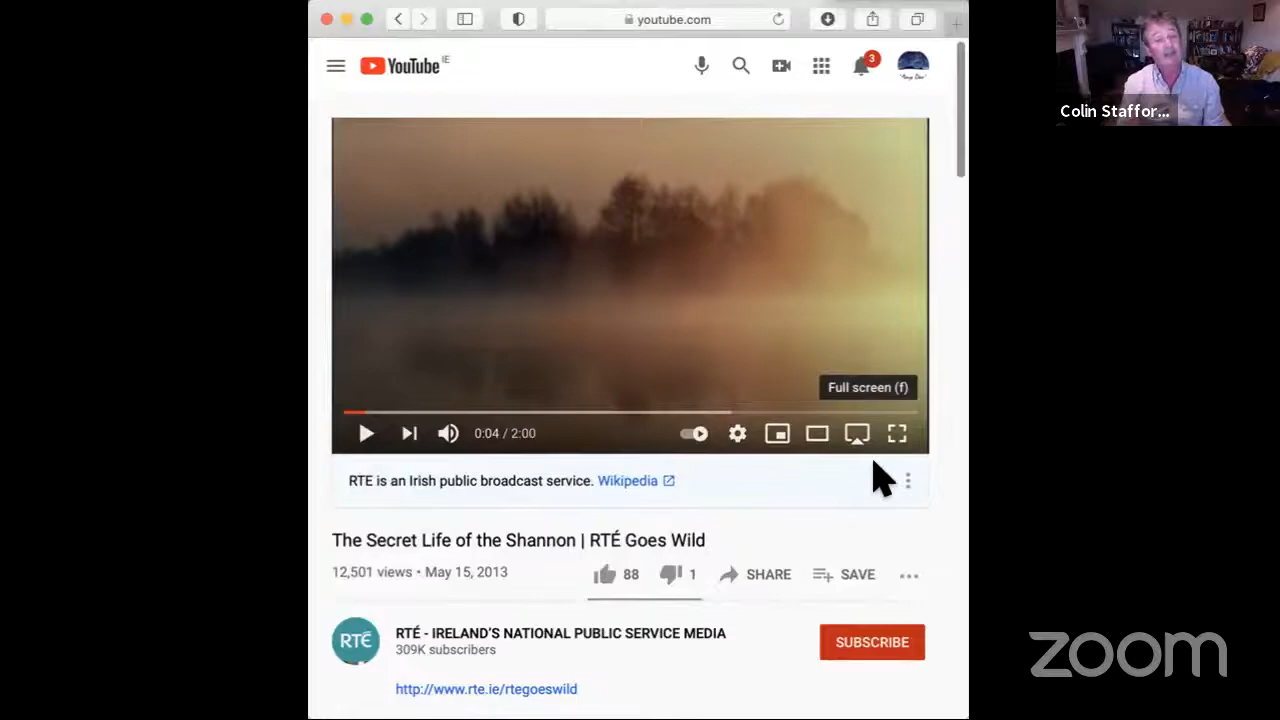 youtube.com
YouTube IE
3
Colin Staffor...
Full screen (f)
0:04 / 2:00
RTE is an Irish public broadcast service. Wikipedia
The Secret Life of the Shannon | RTÉ Goes Wild
12,501 views • May 15, 2013
88
1
SHARE
SAVE
RTÉ
RTÉ - IRELAND'S NATIONAL PUBLIC SERVICE MEDIA
309K subscribers
SUBSCRIBE
http://www.rte.ie/rtegoeswild
zoom